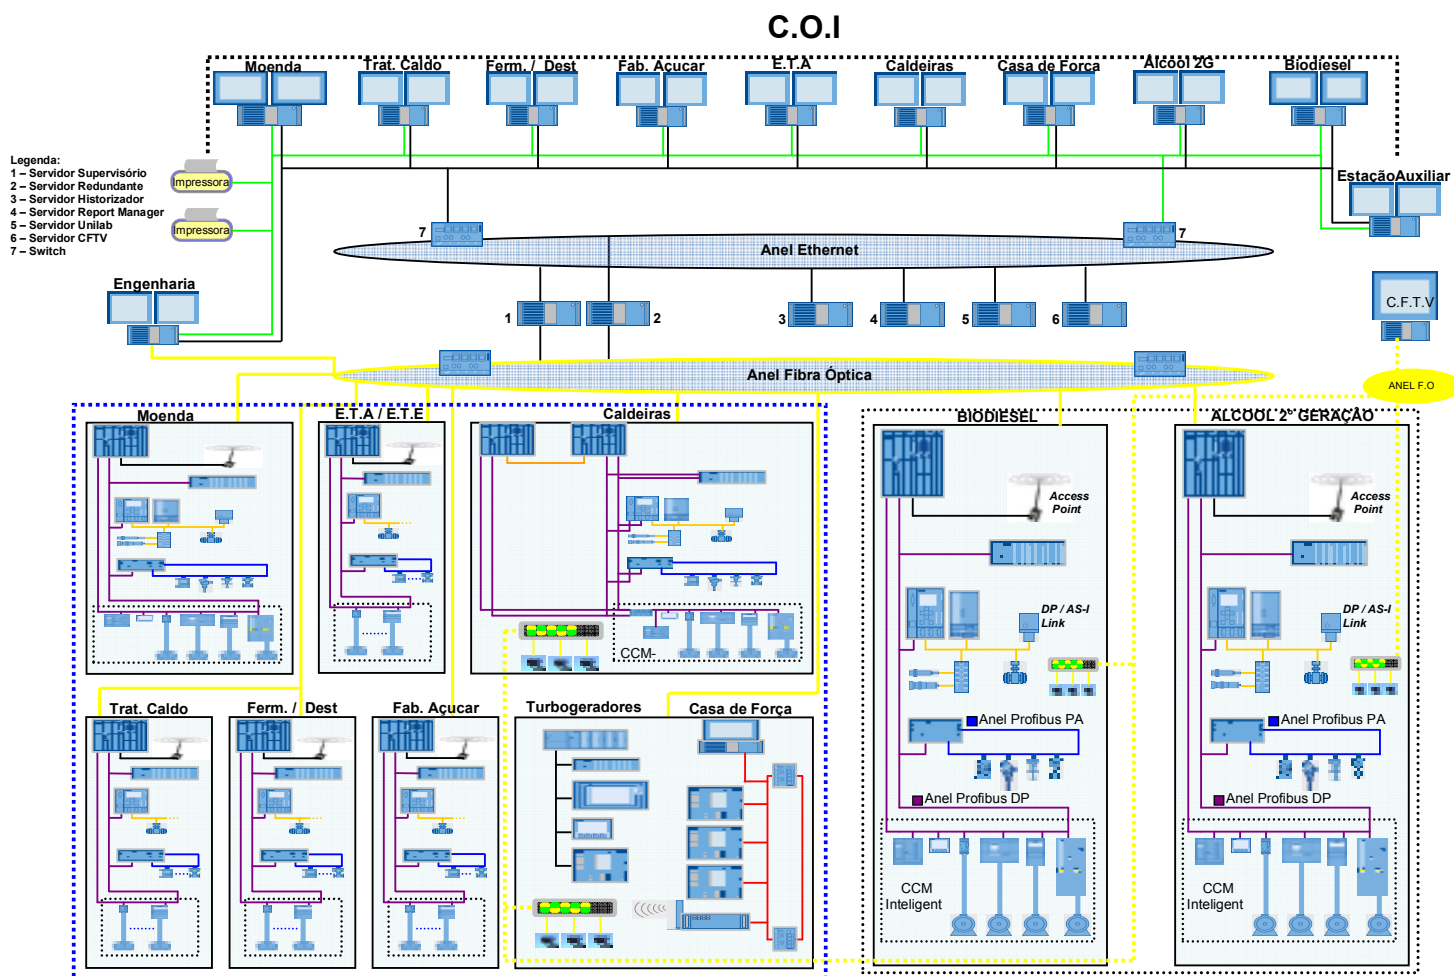 C.O.I
Moenda
Trat. Caldo
Ferm. / Dest
Fab. Açucar
E.T.A
Caldeiras
Casa de Força
Álcool 2G
Biodiesel
Legenda:
1 – Servidor Supervisório
2 – Servidor Redundante
3 – Servidor Historizador
4 – Servidor Report Manager
5 – Servidor Unilab
6 – Servidor CFTV
7 – Switch
Impressora
Impressora
EstaçãoAuxiliar
7
7
Anel Ethernet
Engenharia
C.F.T.V
1
2
3
4
5
6
Anel Fibra Óptica
ANEL F.O
Moenda
E.T.A / E.T.E
Caldeiras
BIODIESEL
ALCOOL 2° GERAÇÃO
Access
Point
Access
Point
DP / AS-I
Link
DP / AS-I
Link
CCM-
Trat. Caldo
Ferm. / Dest
Fab. Açucar
Turbogeradores
Casa de Força
Anel Profibus PA
Anel Profibus PA
Anel Profibus DP
Anel Profibus DP
CCM
Inteligent
CCM
Inteligent